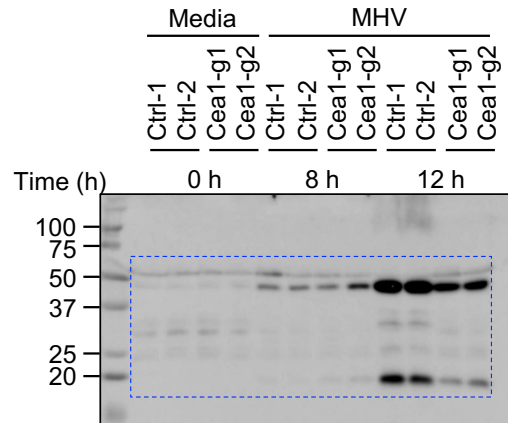 Media MHV
Ctrl-1 Ctrl-2 Cea1-g1 Cea1-g2 Ctrl-1 Ctrl-2 Cea1-g1 Cea1-g2 Ctrl-1 Ctrl-2 Cea1-g1 Cea1-g2
Time (h) 0 h 8 h 12 h
100
75
50
37
25
20